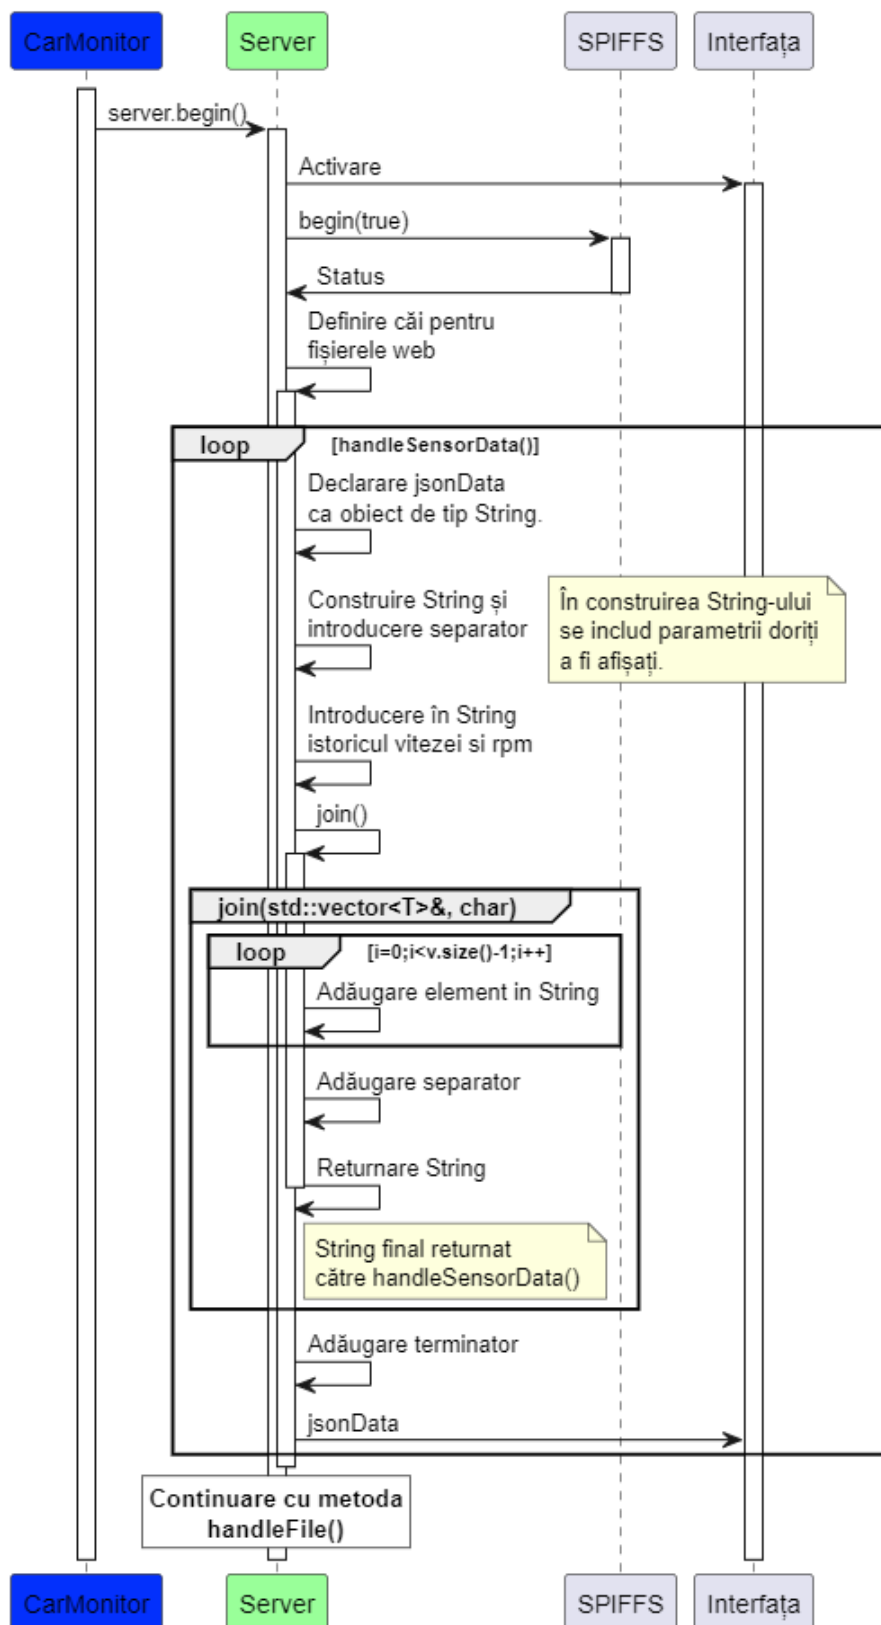 CarMonitor
Server
SPIFFS
Interfața
server.begin()
Activare
begin(true)
Status
Definire căi pentru
fișierele web
loop
[handleSensorData()]
Declarare jsonData
ca obiect de tip String.
Construire String și
introducere separator
În construirea String-ului
se includ parametrii doriți
a fi afișați.
Introducere în String
istoricul vitezei si rpm
join()
join(std::vector<T>&, char)
loop
[i=0;i<v.size()-1;i++]
Adăugare element in String
Adăugare separator
Returnare String
String final returnat
către handleSensorData()
Adăugare terminator
jsonData
Continuare cu metoda
handleFile()
CarMonitor
Server
SPIFFS
Interfața